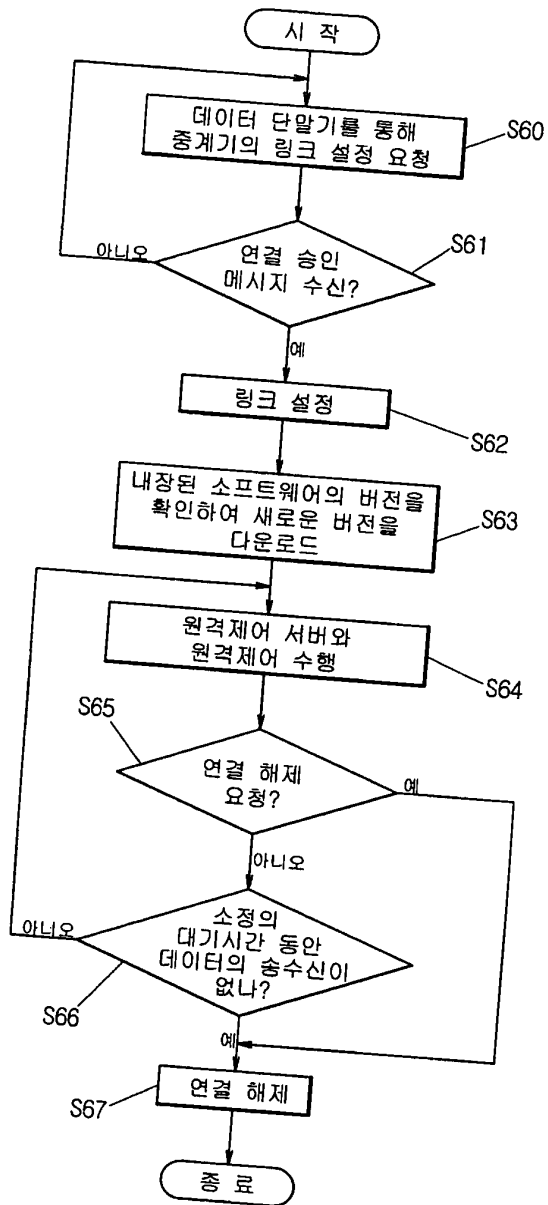 시 작
데이터 단말기를 통해
중계기의 링크 설정 요청
S60
연결 승인
메시지 수신?
S61
아니오
예
링크 설정
S62
내장된 소프트웨어의 버전을
확인하여 새로운 버전을
다운로드
S63
원격제어 서버와
원격제어 수행
S64
S65
연결 해제
요청?
예
아니오
소정의
대기시간 동안
데이터의 송수신이
없나?
아니오
S66
예
연결 해제
S67
종 료